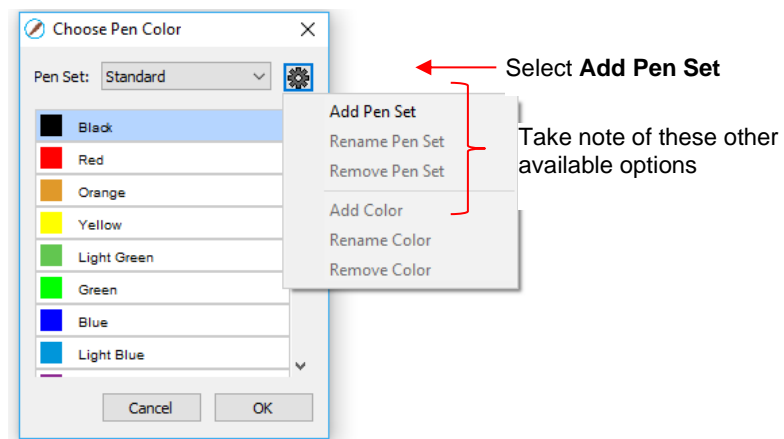 Choose Pen Color
Pen Set: Standard
Select Add Pen Set
Add Pen Set
Rename Pen Set
Remove Pen Set
Add Color
Rename Color
Remove Color
Take note of these other
available options
Black
Red
Orange
Yellow
Light Green
Green
Blue
Light Blue
Cancel OK